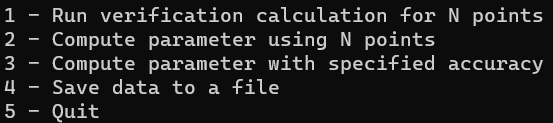 1 - Run verification calculation for N points
2 - Compute parameter using N points
3 - Compute parameter with specified accuracy
4 - Save data to a file
5 - Quit